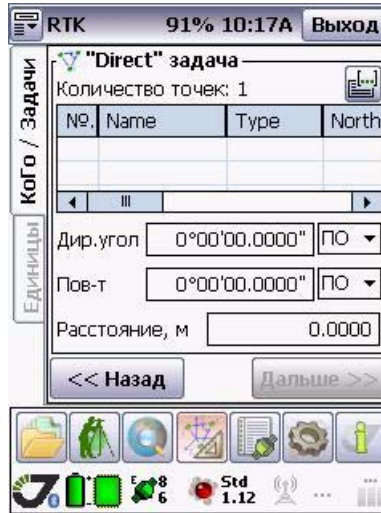 RTK 91% 10:17A Выход
КоГо / Задачи
Единицы
"Direct" задача
Количество точек: 1
№. Name Type North
Дир.угол 0°00'00.0000" ПО
Пов-т 0°00'00.0000" ПО
Расстояние, м 0.0000
<< Назад Дальше >>
0 8 6 Std 1.12 ...